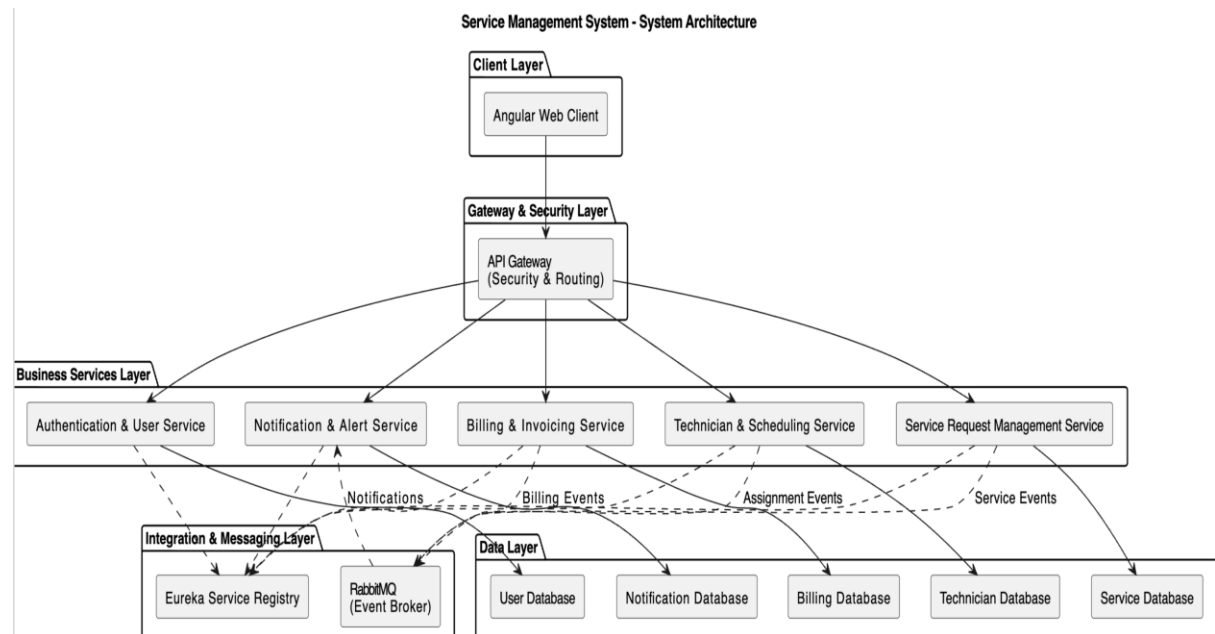 Service Management System - System Architecture
Client Layer
Angular Web Client
Gateway & Security Layer
API Gateway
(Security & Routing)
Business Services Layer
Authentication & User Service
Notification & Alert Service
Billing & Invoicing Service
Technician & Scheduling Service
Service Request Management Service
Notifications
Billing Events
Assignment Events
Service Events
Integration & Messaging Layer
Eureka Service Registry
RabbitMQ
(Event Broker)
Data Layer
User Database
Notification Database
Billing Database
Technician Database
Service Database